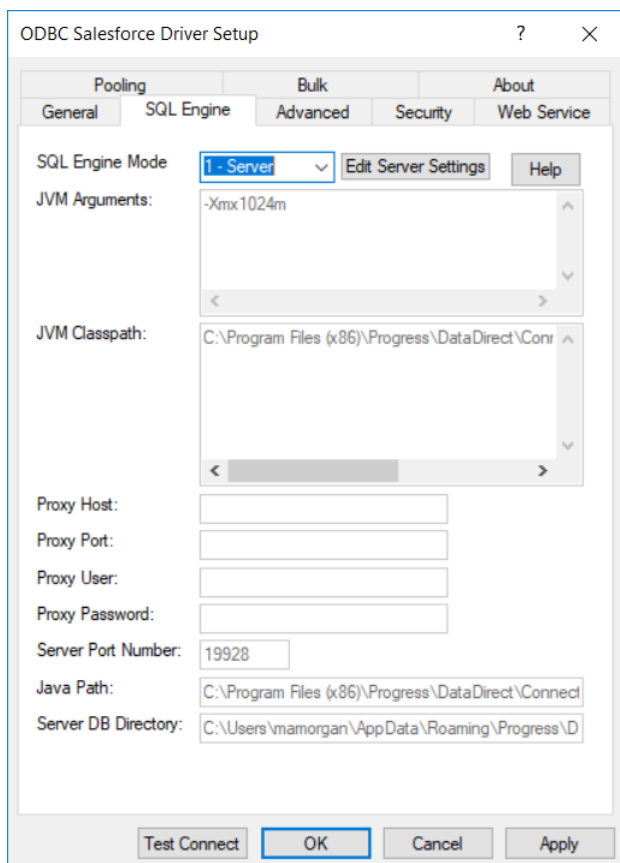 ODBC Salesforce Driver Setup ?
Pooling Bulk About
General SQL Engine Advanced Security Web Service
SQL Engine Mode 1 - Server Edit Server Settings Help
JVM Arguments: -Xmx1024m
JVM Classpath: C:\Program Files (x86)\Progress\DataDirect\Conr
Proxy Host:
Proxy Port:
Proxy User:
Proxy Password:
Server Port Number: 19928
Java Path: C:\Program Files (x86)\Progress\DataDirect\Connect
Server DB Directory: C:\Users\mamorgan\AppData\Roaming\Progress\D
Test Connect OK Cancel Apply